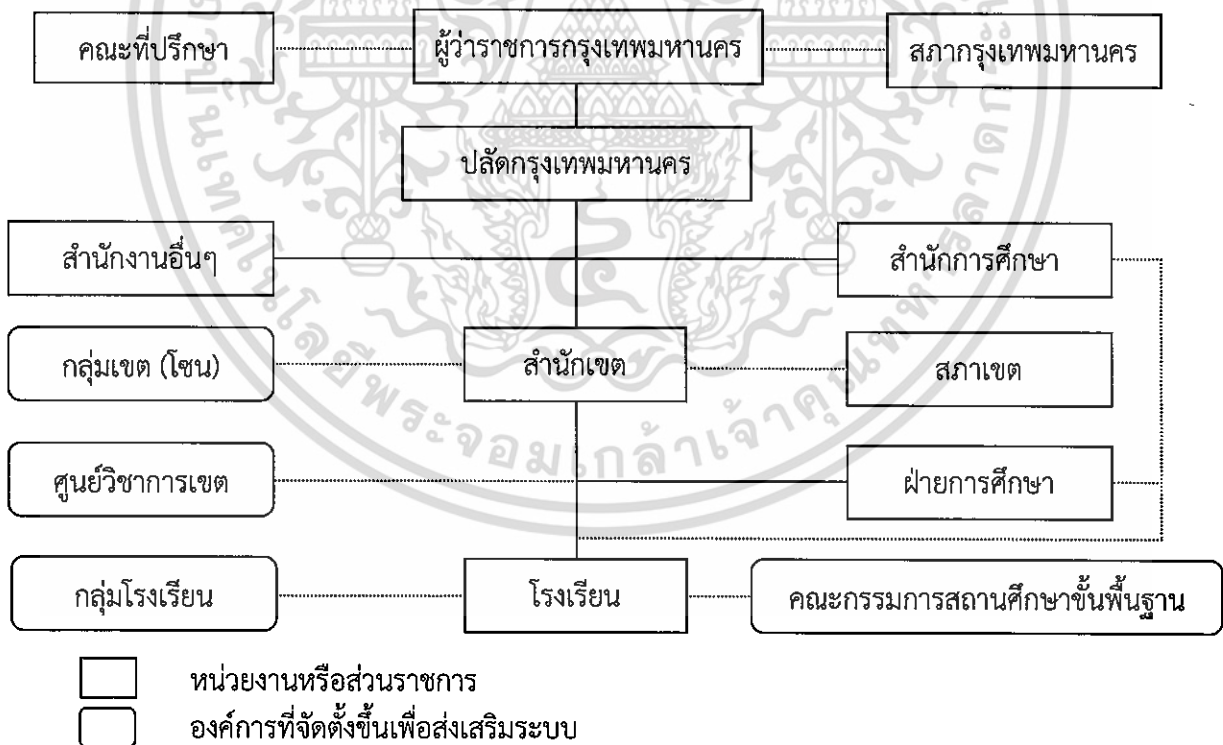 คณะที่ปรึกษา ผู้ว่าราชการกรุงเทพมหานคร สภากรุงเทพมหานคร
ปลัดกรุงเทพมหานคร
สำนักงานอื่นๆ สำนักการศึกษา
กลุ่มเขต (โซน) สำนักเขต สภาเขต
ศูนย์วิชาการเขต ฝ่ายการศึกษา
กลุ่มโรงเรียน โรงเรียน คณะกรรมการสถานศึกษาขั้นพื้นฐาน
หน่วยงานหรือส่วนราชการ
องค์การที่จัดตั้งขึ้นเพื่อส่งเสริมระบบ